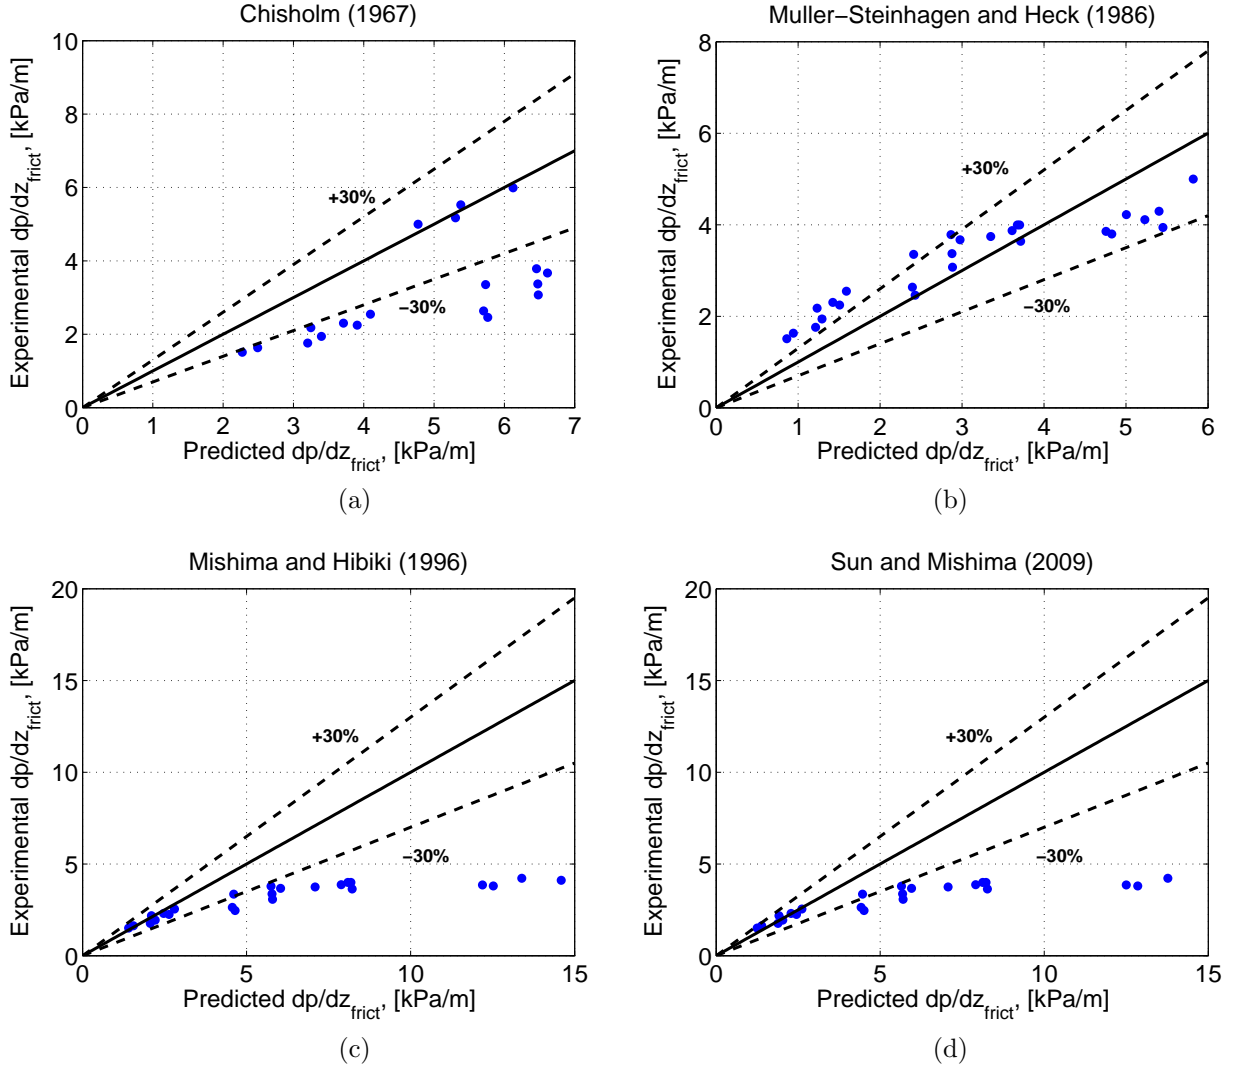 Chisholm (1967)
Experimental dp/dz_frict, [kPa/m]
10
8
6
4
2
0
+30%
−30%
0 1 2 3 4 5 6 7
Predicted dp/dz_frict, [kPa/m]
(a)
Muller−Steinhagen and Heck (1986)
Experimental dp/dz_frict, [kPa/m]
8
6
4
2
0
+30%
−30%
0 1 2 3 4 5 6
Predicted dp/dz_frict, [kPa/m]
(b)
Mishima and Hibiki (1996)
Experimental dp/dz_frict, [kPa/m]
20
15
10
5
0
+30%
−30%
0 5 10 15
Predicted dp/dz_frict, [kPa/m]
(c)
Sun and Mishima (2009)
Experimental dp/dz_frict, [kPa/m]
20
15
10
5
0
+30%
−30%
0 5 10 15
Predicted dp/dz_frict, [kPa/m]
(d)